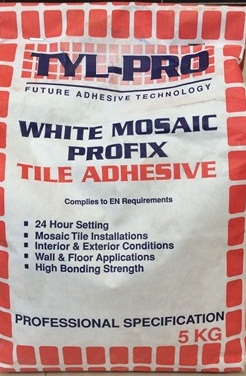 TYL-PRO
FUTURE ADHESIVE TECHNOLOGY
WHITE MOSAIC
PROFIX
TILE ADHESIVE
Complies to EN Requirements
24 Hour Setting
Mosaic Tile Installations
Interior & Exterior Conditions
Wall & Floor Applications
High Bonding Strength
PROFESSIONAL SPECIFICATION
5 KG